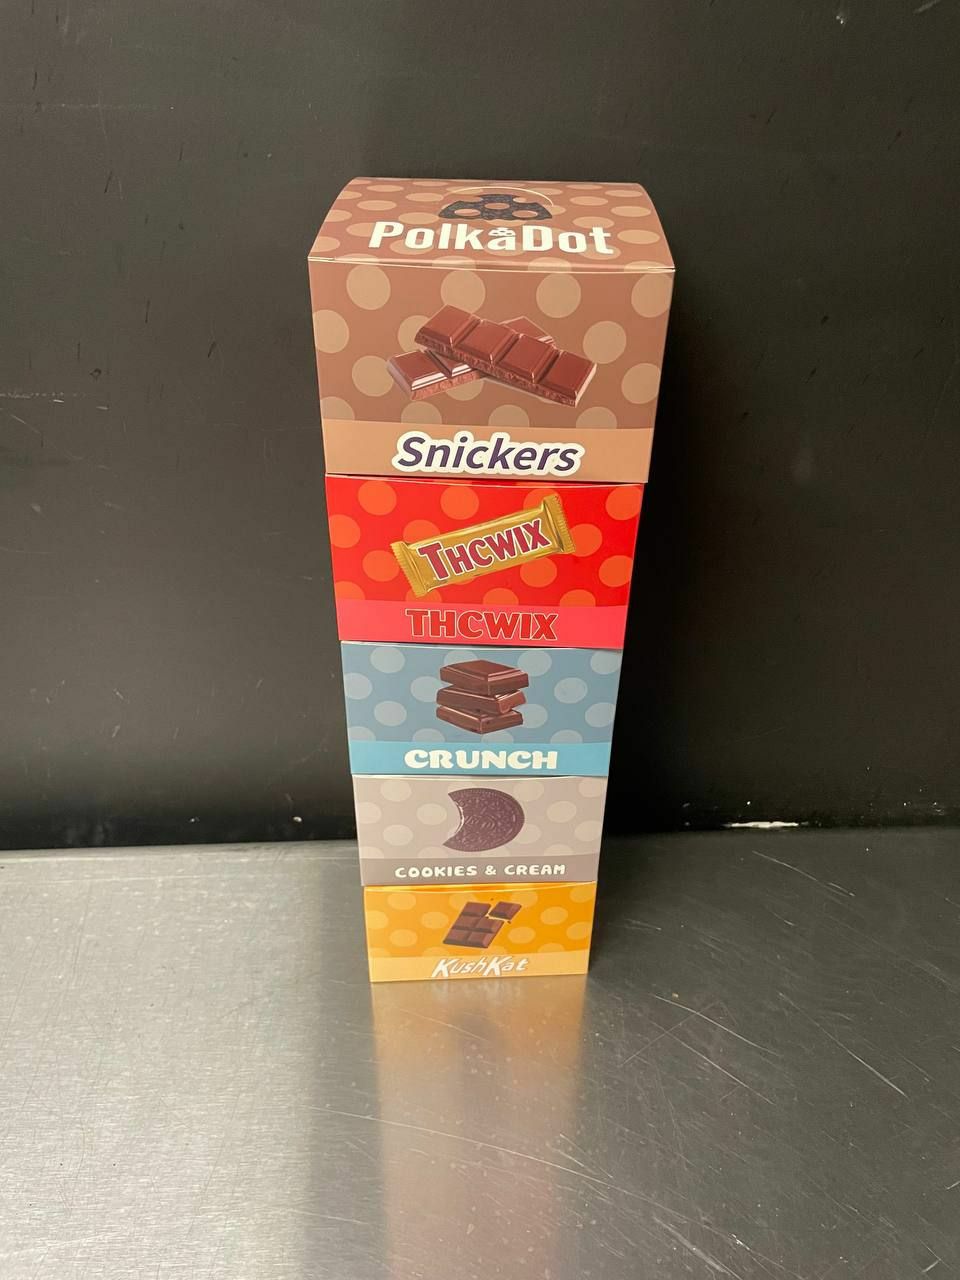 PolkaDot
Snickers
THCWIX
THCWIX
CRUNCH
COOKIES & CREAM
KushKat